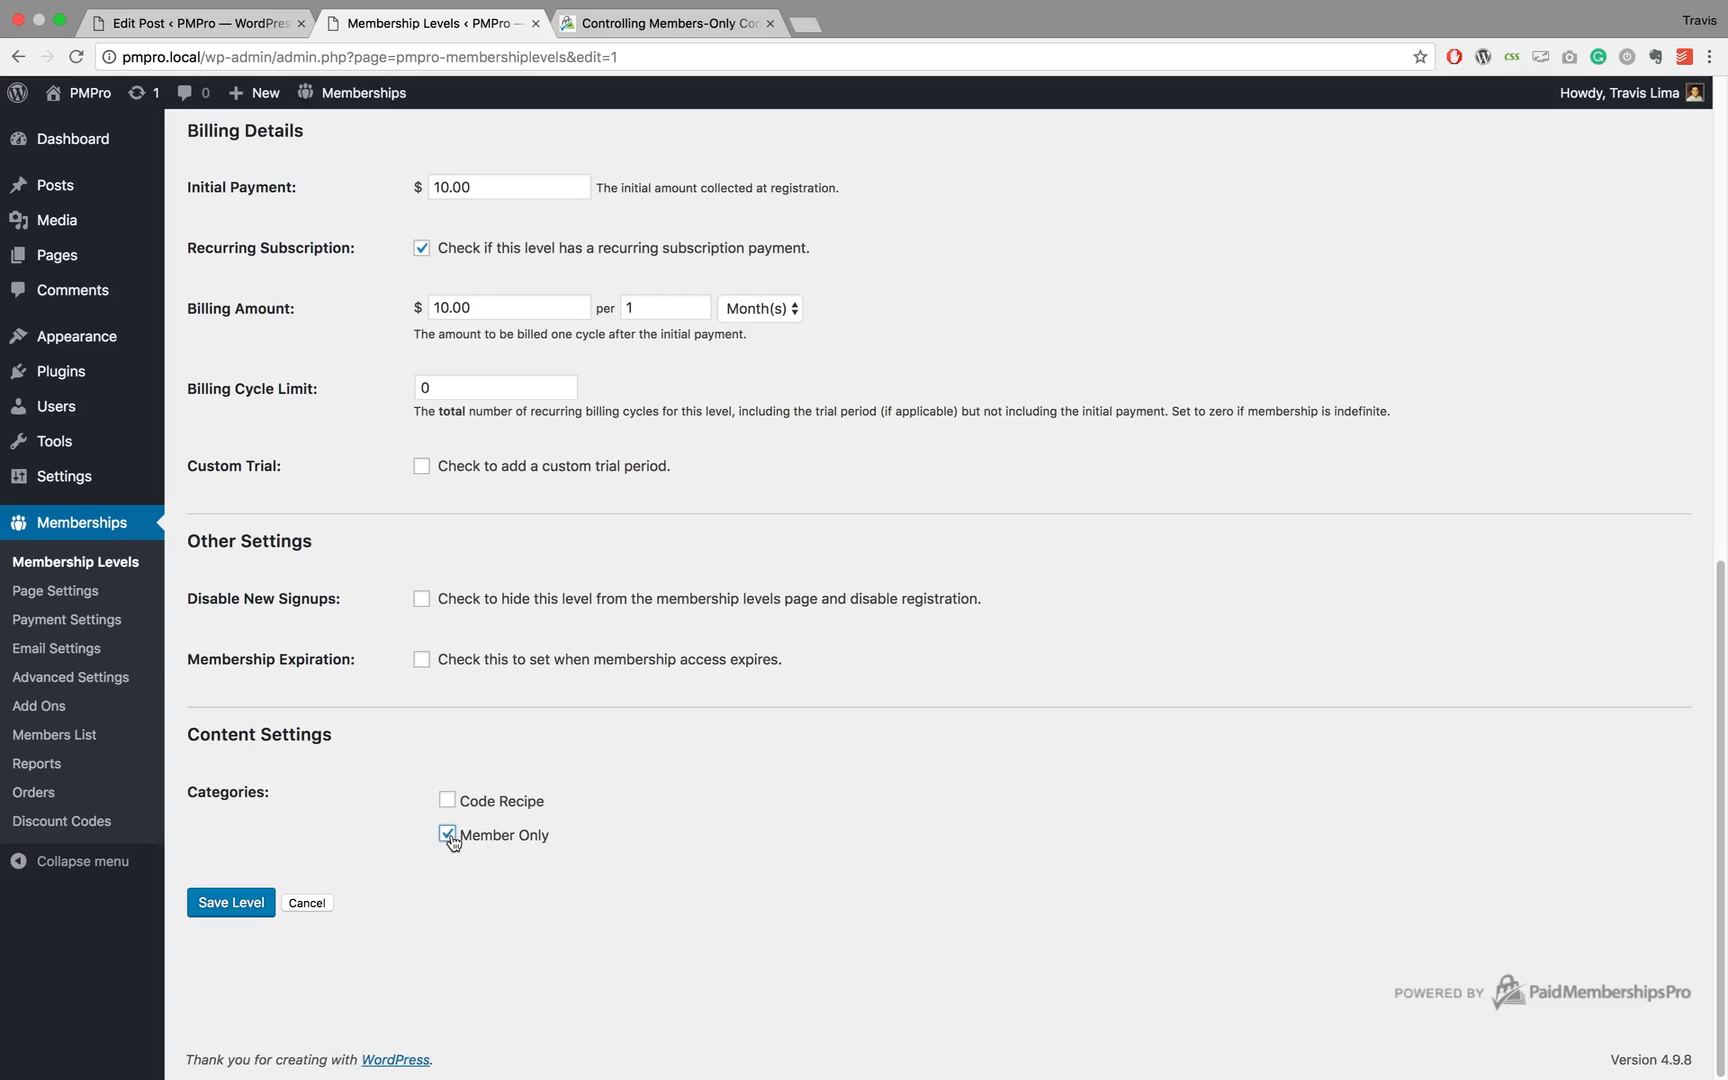 Edit Post ‹ PMPro — WordPres
Membership Levels ‹ PMPro —
Controlling Members-Only Co
Travis
pmpro.local/wp-admin/admin.php?page=pmpro-membershiplevels&edit=1
css
PMPro
1
0
New
Memberships
Howdy, Travis Lima
Dashboard
Posts
Media
Pages
Comments
Appearance
Plugins
Users
Tools
Settings
Memberships
Membership Levels
Page Settings
Payment Settings
Email Settings
Advanced Settings
Add Ons
Members List
Reports
Orders
Discount Codes
Collapse menu
Billing Details
Initial Payment: $ 10.00 The initial amount collected at registration.
Recurring Subscription: Check if this level has a recurring subscription payment.
Billing Amount: $ 10.00 per 1 Month(s)
The amount to be billed one cycle after the initial payment.
Billing Cycle Limit: 0
The total number of recurring billing cycles for this level, including the trial period (if applicable) but not including the initial payment. Set to zero if membership is indefinite.
Custom Trial: Check to add a custom trial period.
Other Settings
Disable New Signups: Check to hide this level from the membership levels page and disable registration.
Membership Expiration: Check this to set when membership access expires.
Content Settings
Categories:
Code Recipe
Member Only
Save Level Cancel
POWERED BY PaidMembershipsPro
Thank you for creating with WordPress.
Version 4.9.8